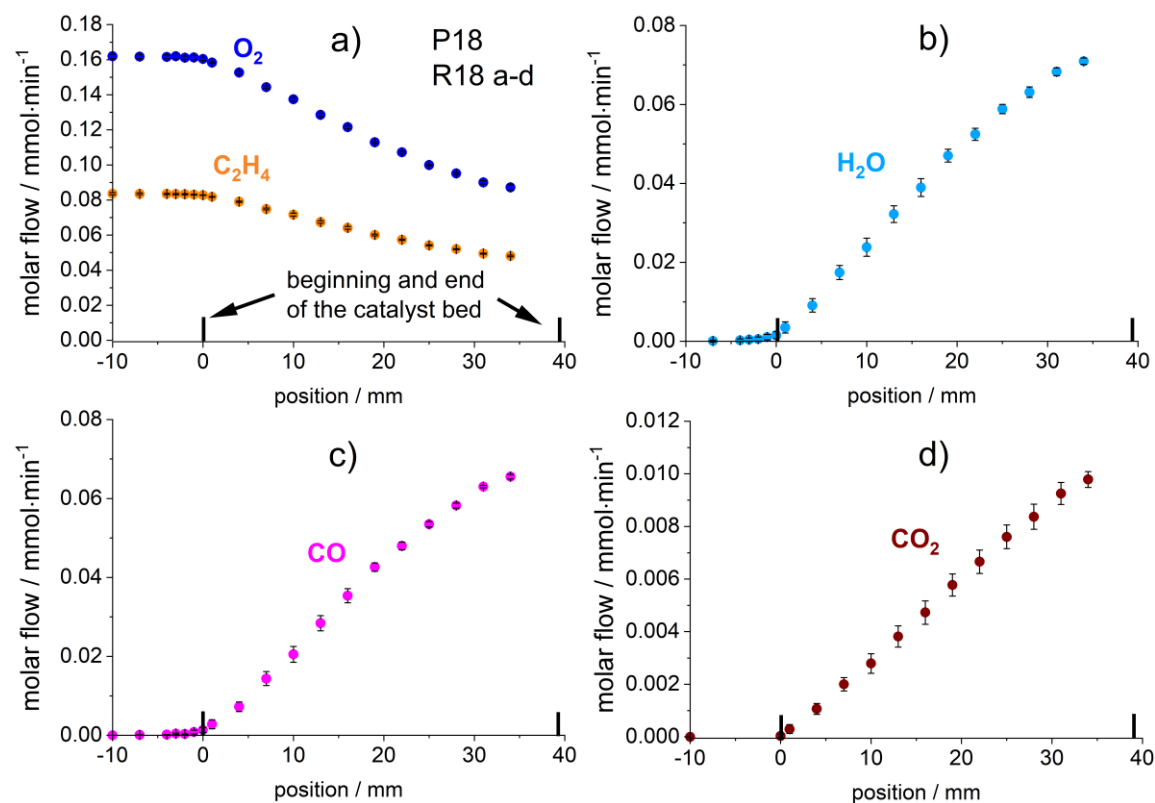 a)
P18
R18 a-d
O₂
C₂H₄
beginning and end
of the catalyst bed
molar flow / mmol·min⁻¹
0.18
0.16
0.14
0.12
0.10
0.08
0.06
0.04
0.02
0.00
-10 0 10 20 30 40
position / mm
b)
H₂O
molar flow / mmol·min⁻¹
0.08
0.06
0.04
0.02
0.00
-10 0 10 20 30 40
position / mm
c)
CO
molar flow / mmol·min⁻¹
0.08
0.06
0.04
0.02
0.00
-10 0 10 20 30 40
position / mm
d)
CO₂
molar flow / mmol·min⁻¹
0.012
0.010
0.008
0.006
0.004
0.002
0.000
-10 0 10 20 30 40
position / mm